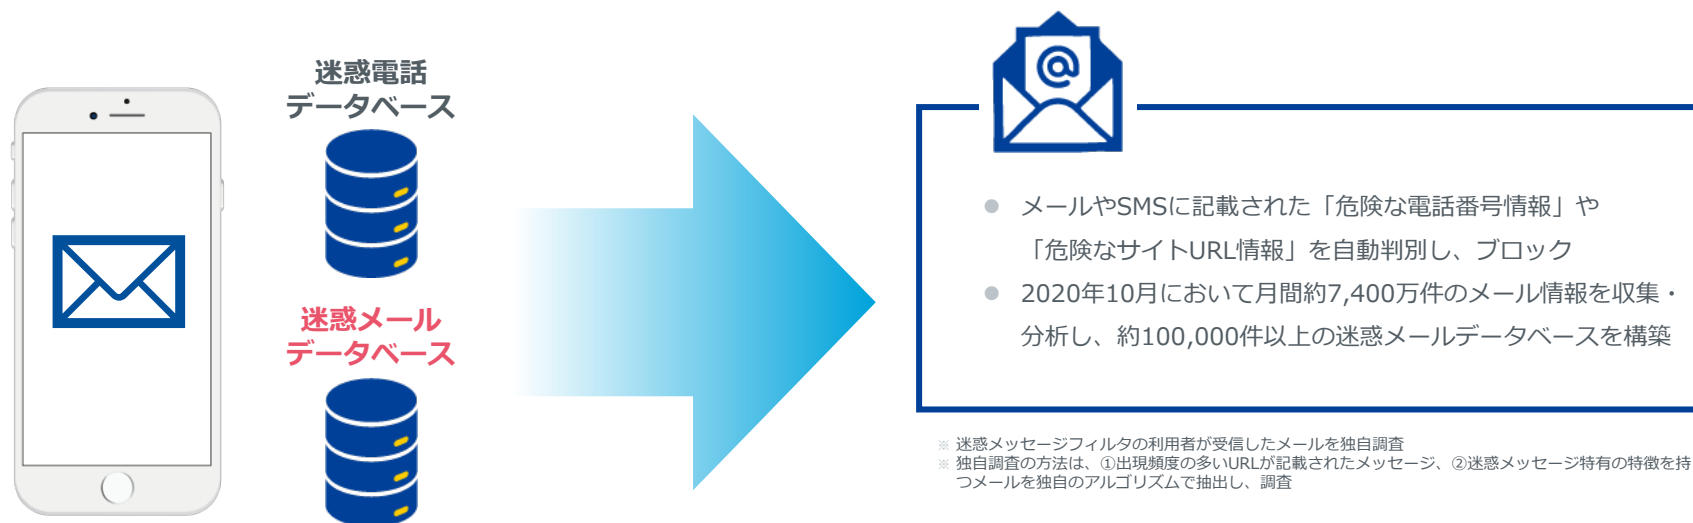 迷惑電話
データベース
迷惑メール
データベース
@
● メールやSMSに記載された「危険な電話番号情報」や
「危険なサイトURL情報」を自動判別し、ブロック
● 2020年10月において月間約7,400万件のメール情報を収集・
分析し、約100,000件以上の迷惑メールデータベースを構築
※ 迷惑メッセージフィルタの利用者が受信したメールを独自調査
※ 独自調査の方法は、①出現頻度の多いURLが記載されたメッセージ、②迷惑メッセージ特有の特徴を持
つメールを独自のアルゴリズムで抽出し、調査